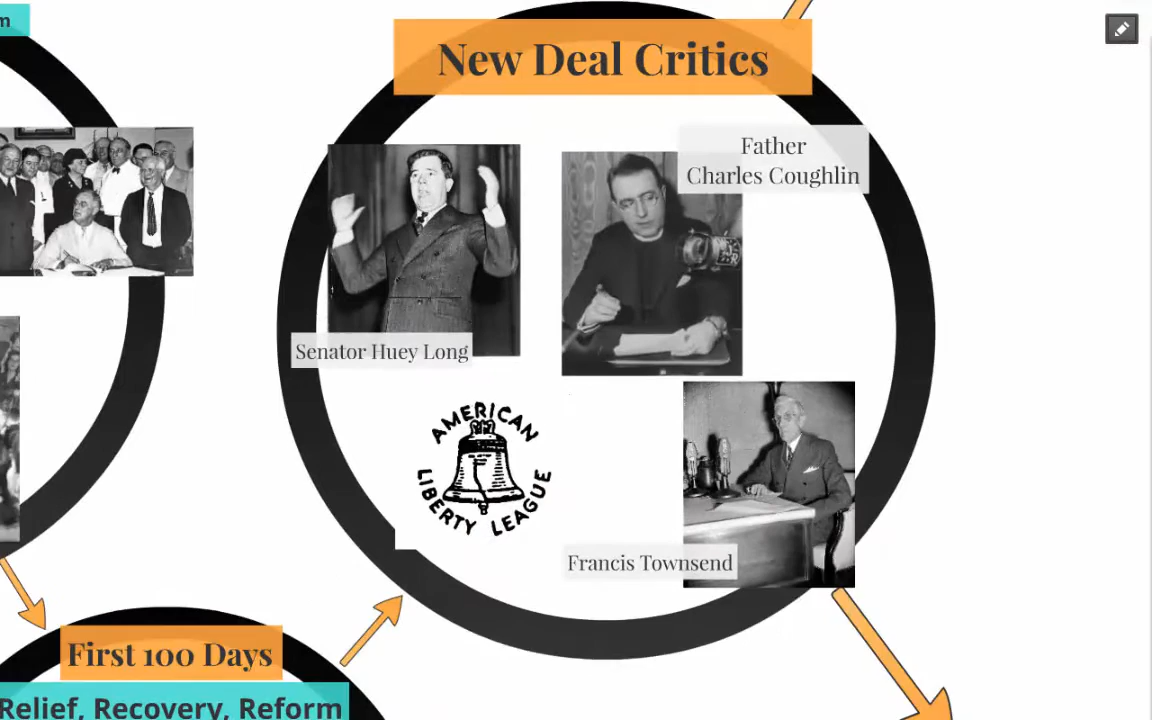 m
New Deal Critics
Father
Charles Coughlin
Senator Huey Long
AMERICAN
LIBERTY LEAGUE
Francis Townsend
First 100 Days
Relief, Recovery, Reform